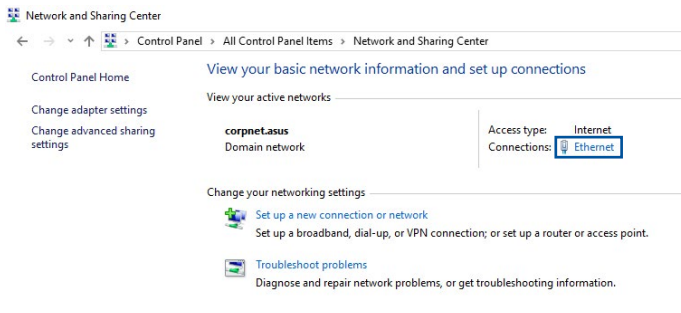 Network and Sharing Center
Control Panel > All Control Panel Items > Network and Sharing Center
Control Panel Home
Change adapter settings
Change advanced sharing
settings
View your basic network information and set up connections
View your active networks
corpnet.asus
Domain network
Access type: Internet
Connections: Ethernet
Change your networking settings
Set up a new connection or network
Set up a broadband, dial-up, or VPN connection; or set up a router or access point.
Troubleshoot problems
Diagnose and repair network problems, or get troubleshooting information.